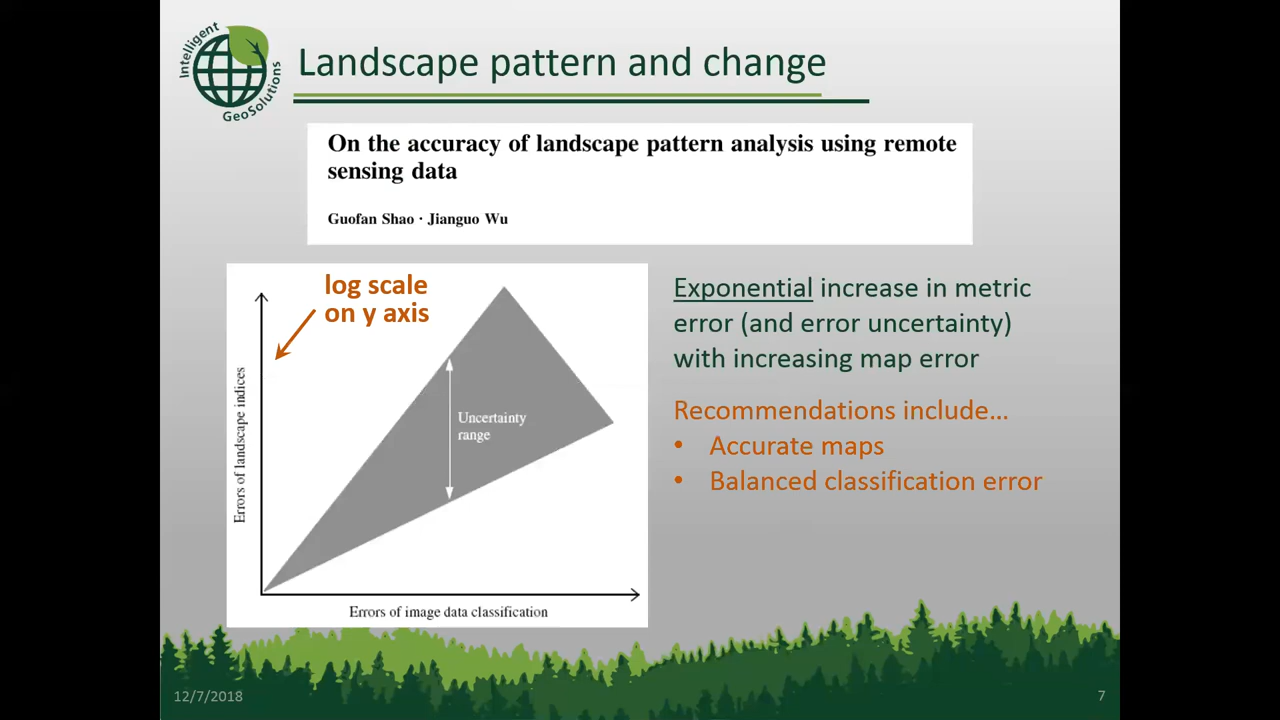 Intelligent
GeoSolutions
Landscape pattern and change
On the accuracy of landscape pattern analysis using remote
sensing data
Guofan Shao · Jianguo Wu
log scale
on y axis
Errors of landscape indices
Uncertainty
range
Errors of image data classification
Exponential increase in metric
error (and error uncertainty)
with increasing map error
Recommendations include…
• Accurate maps
• Balanced classification error
12/7/2018
7